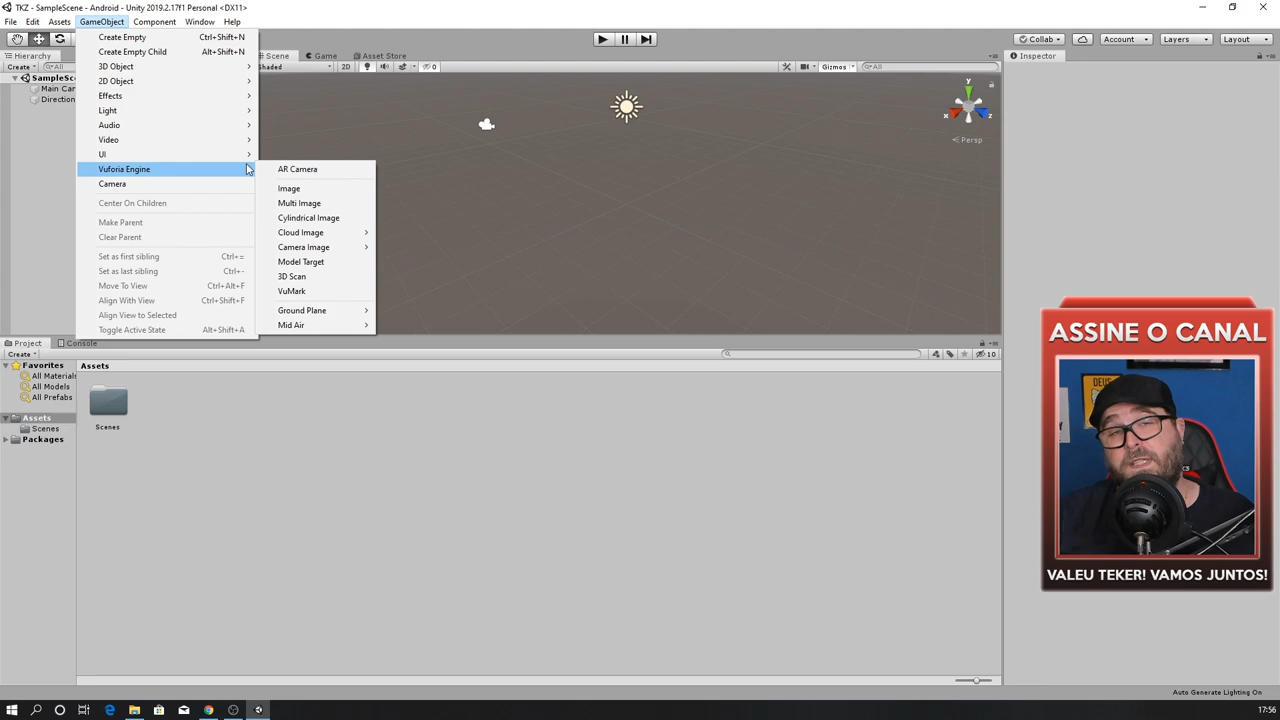 TKZ - SampleScene - Android - Unity 2019.2.17f1 Personal <DX11>
File Edit Assets GameObject Component Window Help
Collab Account Layers Layout
Hierarchy
Create All
SampleSc
Main Car
Direction
Create Empty Ctrl+Shift+N
Create Empty Child Alt+Shift+N
3D Object
2D Object
Effects
Light
Audio
Video
UI
Vuforia Engine
Camera
Center On Children
Make Parent
Clear Parent
Set as first sibling Ctrl+=
Set as last sibling Ctrl+-
Move To View Ctrl+Alt+F
Align With View Ctrl+Shift+F
Align View to Selected
Toggle Active State Alt+Shift+A
AR Camera
Image
Multi Image
Cylindrical Image
Cloud Image
Camera Image
Model Target
3D Scan
VuMark
Ground Plane
Mid Air
Scene Game Asset Store
Shaded 2D 0 Gizmos All
y
x z
Persp
Inspector
Project Console
Create 10
Favorites
All Materials
All Models
All Prefabs
Assets
Scenes
Packages
Assets
Scenes
ASSINE O CANAL
DEUS
VALEU TEKER! VAMOS JUNTOS!
Auto Generate Lighting On
17:56